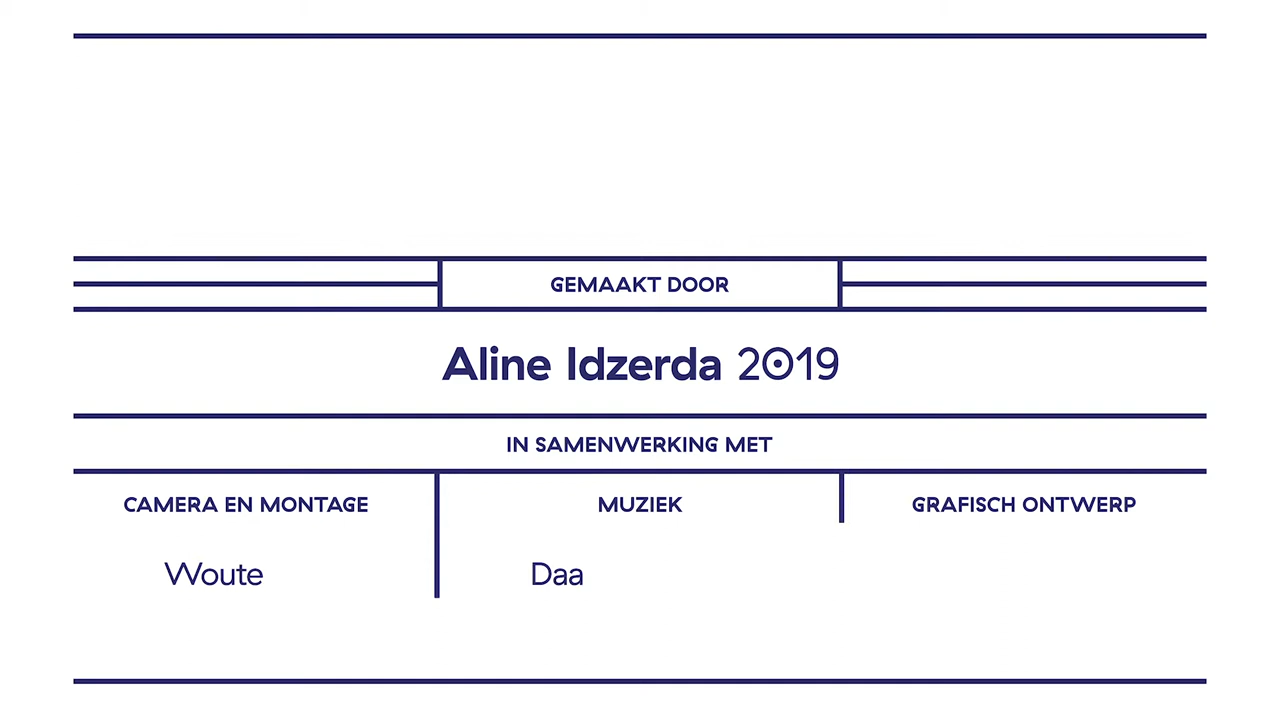 GEMAAKT DOOR
Aline Idzerda 2019
IN SAMENWERKING MET
CAMERA EN MONTAGE
MUZIEK
GRAFISCH ONTWERP
Woute
Daa